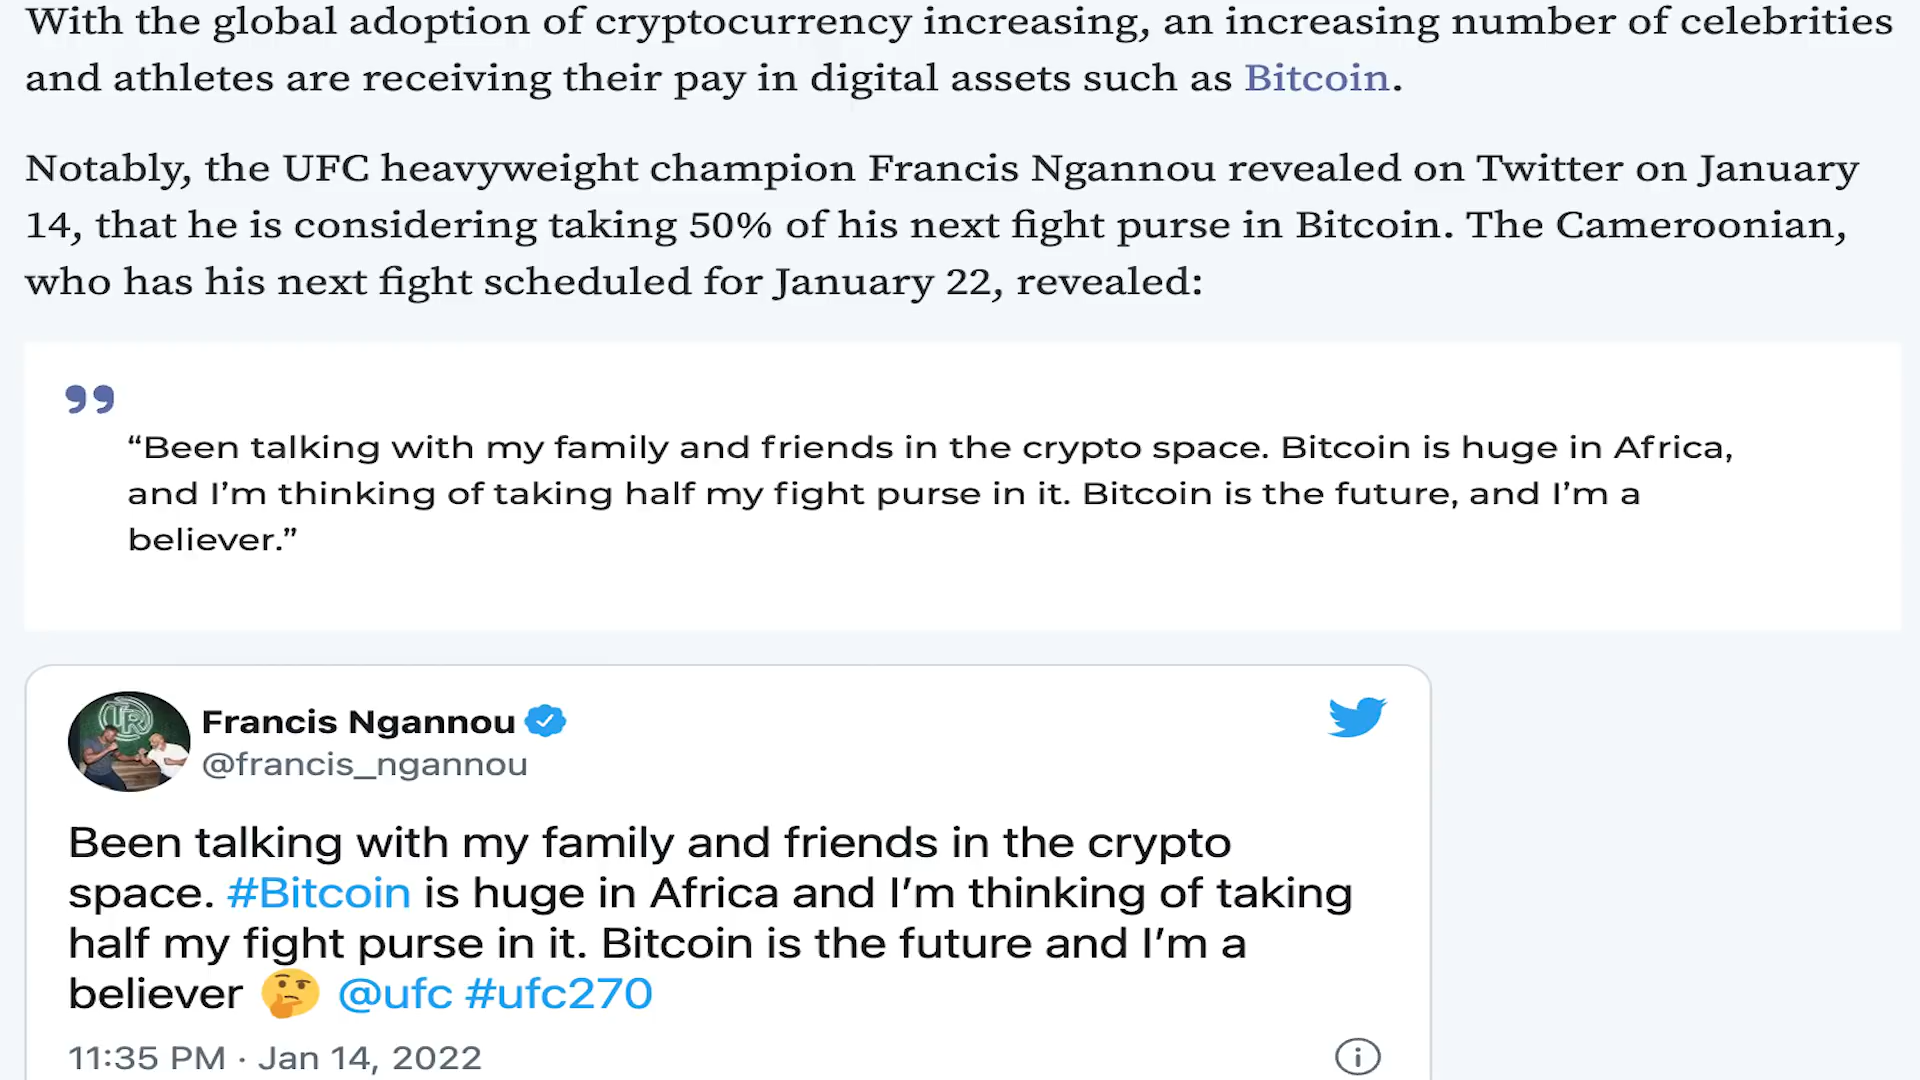 With the global adoption of cryptocurrency increasing, an increasing number of celebrities
and athletes are receiving their pay in digital assets such as Bitcoin.
Notably, the UFC heavyweight champion Francis Ngannou revealed on Twitter on January
14, that he is considering taking 50% of his next fight purse in Bitcoin. The Cameroonian,
who has his next fight scheduled for January 22, revealed:
“Been talking with my family and friends in the crypto space. Bitcoin is huge in Africa,
and I’m thinking of taking half my fight purse in it. Bitcoin is the future, and I’m a
believer.”
Francis Ngannou
@francis_ngannou
Been talking with my family and friends in the crypto
space. #Bitcoin is huge in Africa and I’m thinking of taking
half my fight purse in it. Bitcoin is the future and I’m a
believer 🤔 @ufc #ufc270
11:35 PM · Jan 14, 2022